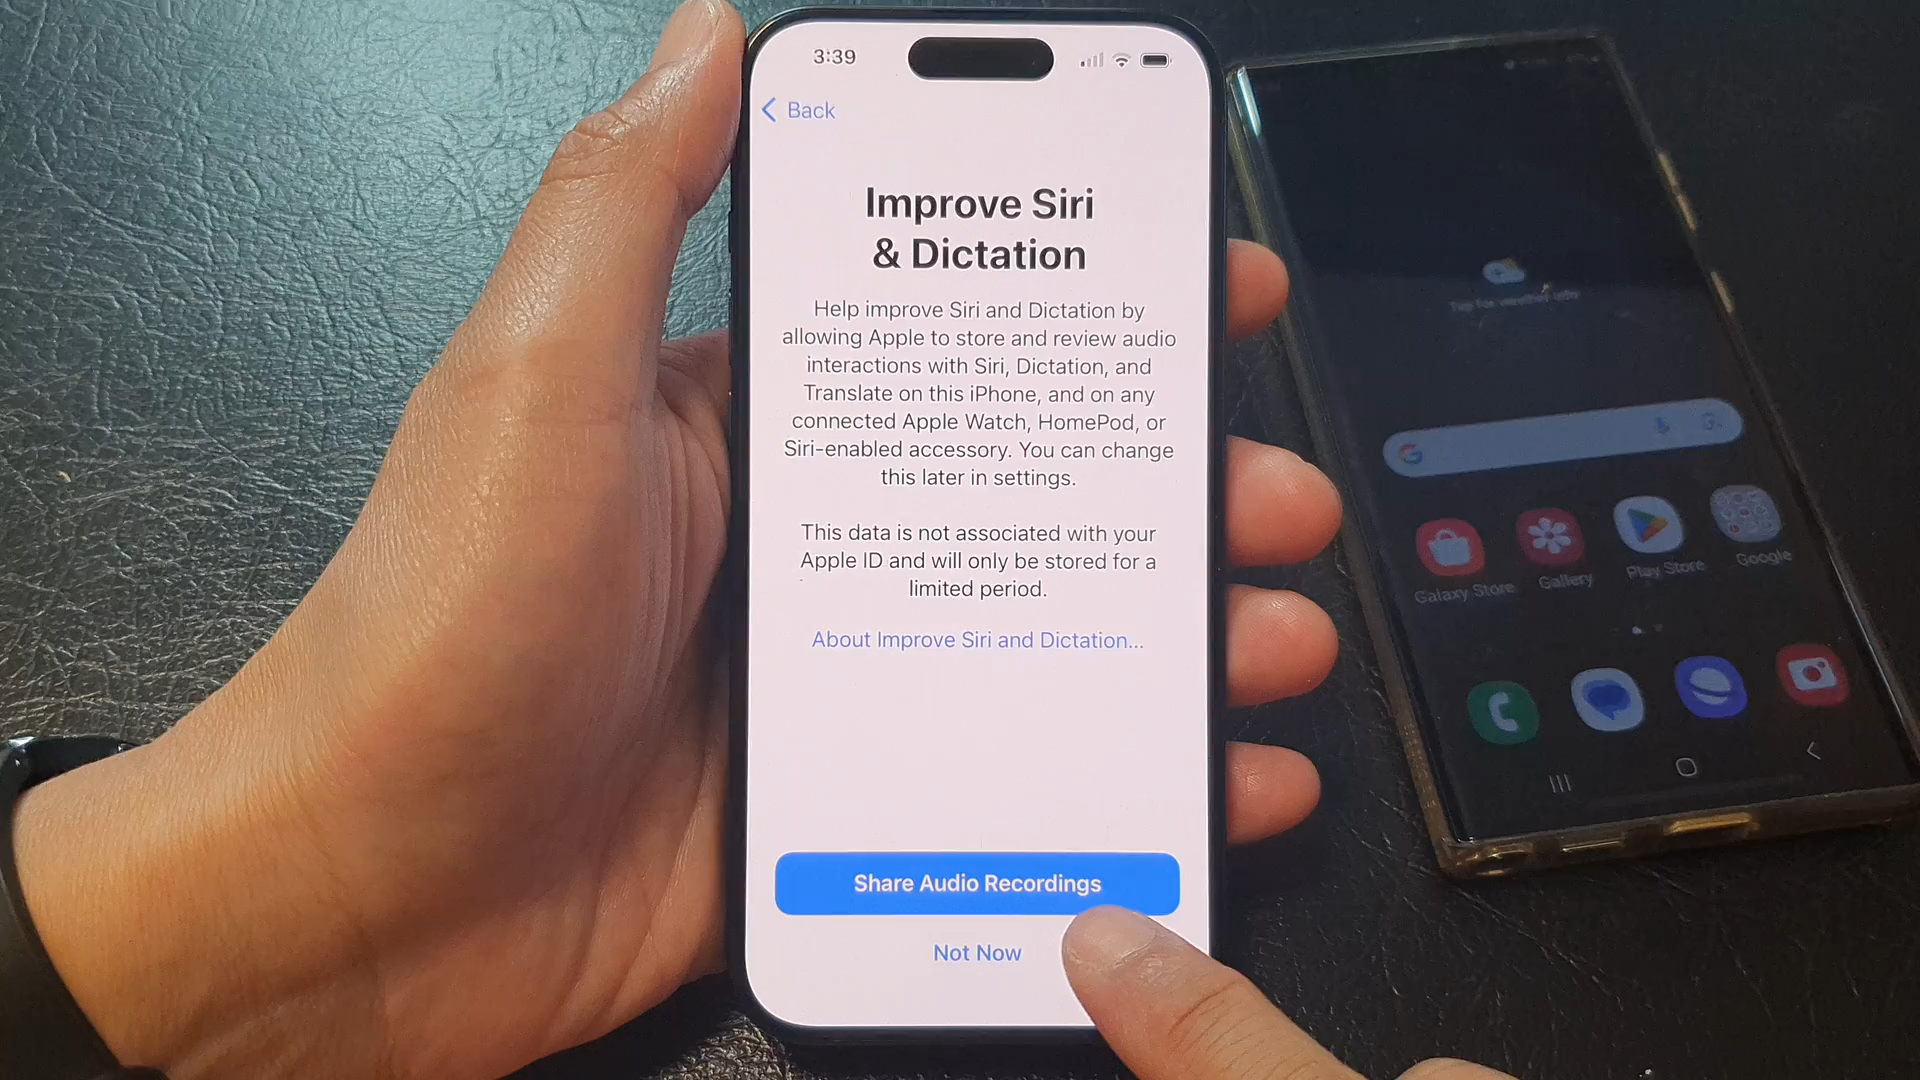 3:39
Back
Improve Siri
& Dictation
Help improve Siri and Dictation by
allowing Apple to store and review audio
interactions with Siri, Dictation, and
Translate on this iPhone, and on any
connected Apple Watch, HomePod, or
Siri-enabled accessory. You can change
this later in settings.
This data is not associated with your
Apple ID and will only be stored for a
limited period.
About Improve Siri and Dictation...
Share Audio Recordings
Not Now
Tap for weather info
Galaxy Store
Gallery
Play Store
Google